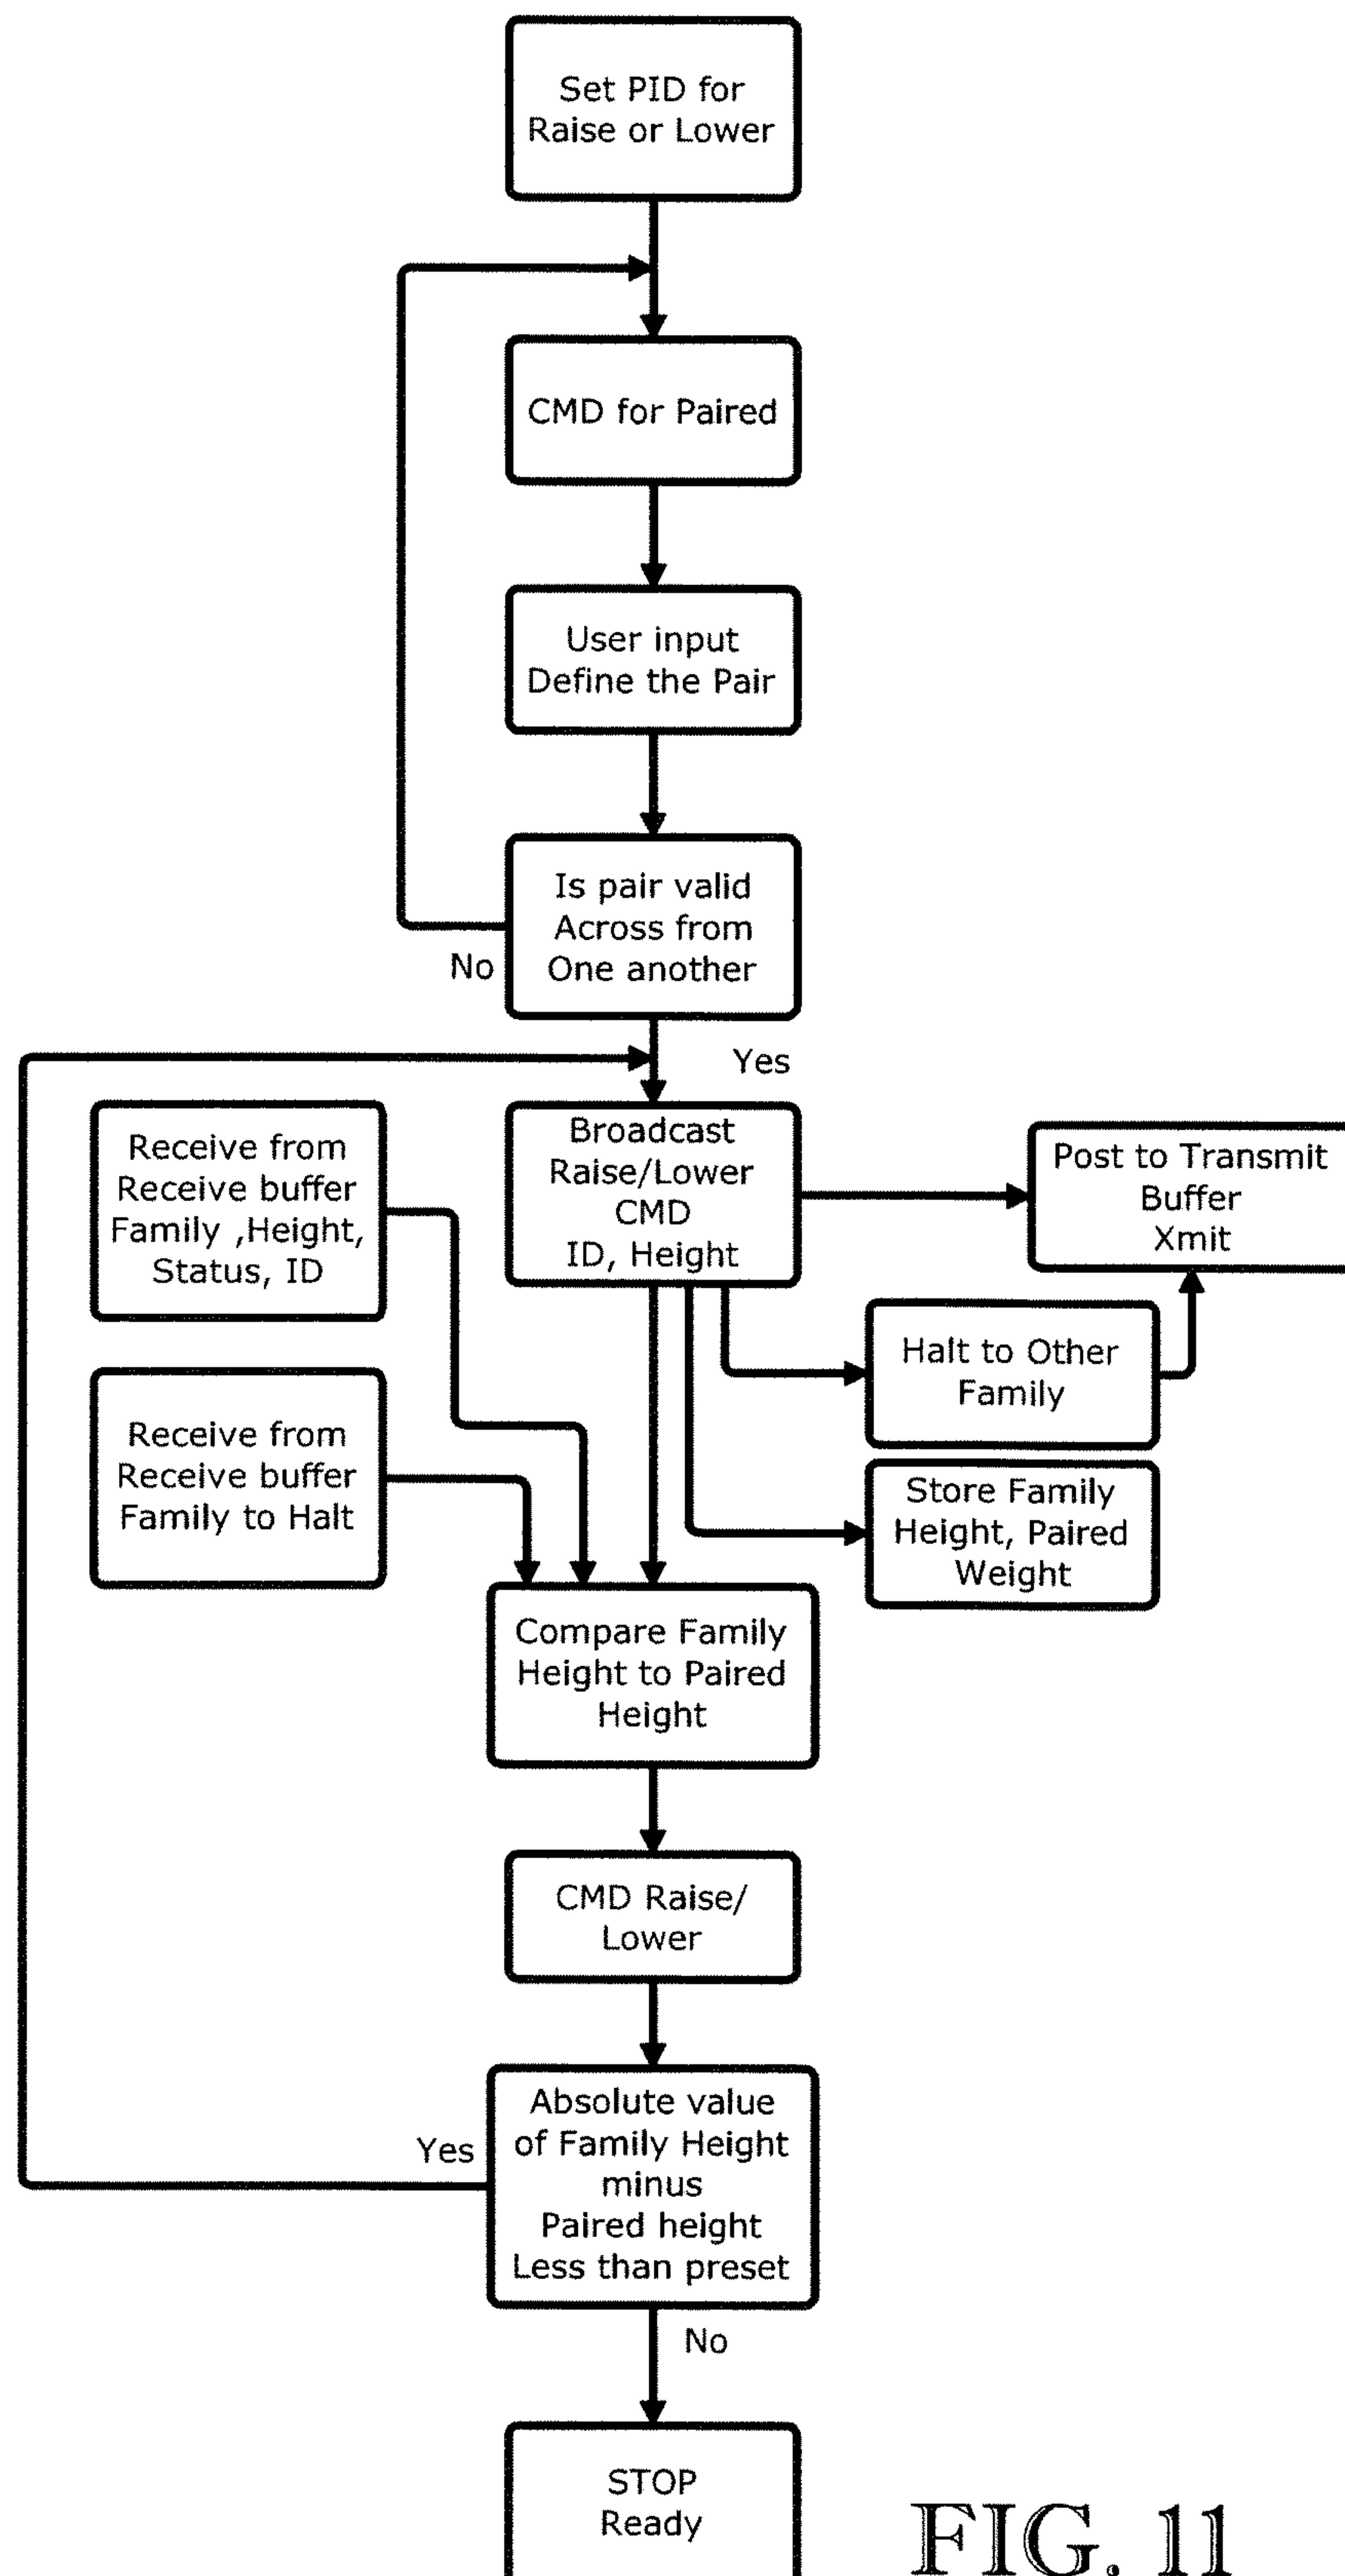 Set PID for
Raise or Lower
CMD for Paired
User input
Define the Pair
Is pair valid
Across from
One another
No
Yes
Broadcast
Raise/Lower
CMD
ID, Height
Receive from
Receive buffer
Family ,Height,
Status, ID
Post to Transmit
Buffer
Xmit
Halt to Other
Family
Receive from
Receive buffer
Family to Halt
Store Family
Height, Paired
Weight
Compare Family
Height to Paired
Height
CMD Raise/
Lower
Absolute value
of Family Height
minus
Paired height
Less than preset
Yes
No
STOP
Ready
FIG. 11